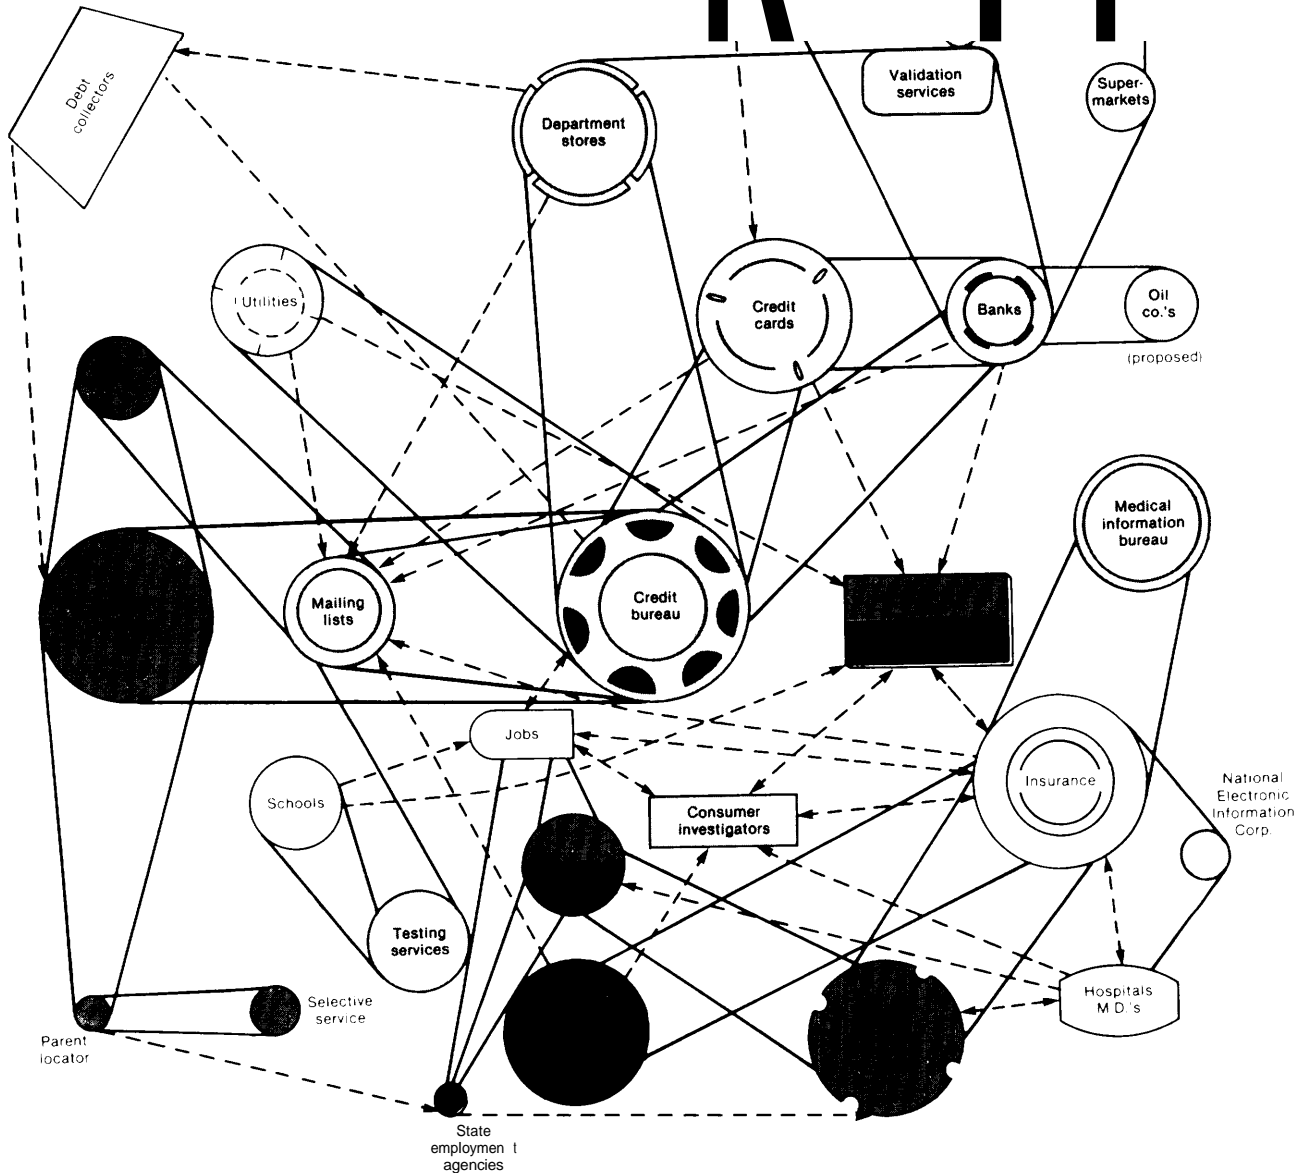 Debt
collectors
Department
stores
Validation
services
Super-
markets
Utilities
Credit
cards
Banks
Oil
co.'s
(proposed)
Medical
information
bureau
Mailing
lists
Credit
bureau
Jobs
Schools
Consumer
investigators
Insurance
National
Electronic
Information
Corp.
Testing
services
Selective
service
Parent
locator
Hospitals
M.D.'s
State
employmen t
agencies